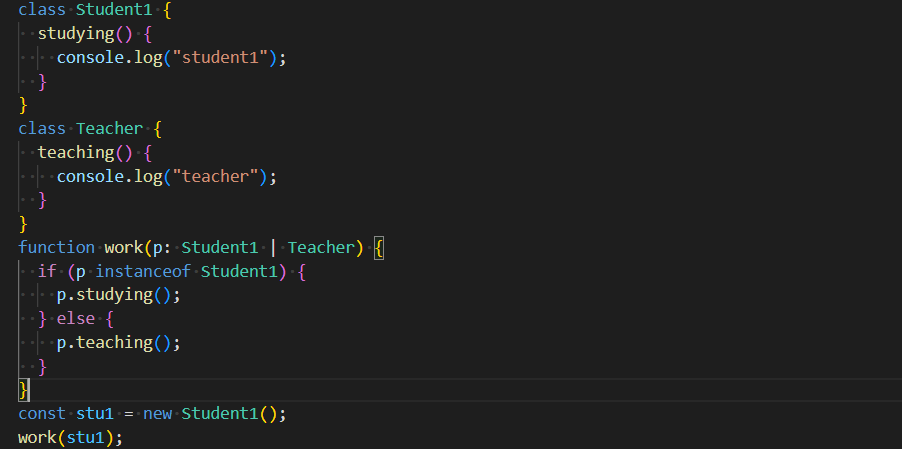 class Student1 {
  studying() {
    console.log("student1");
  }
}
class Teacher {
  teaching() {
    console.log("teacher");
  }
}
function work(p: Student1 | Teacher) {
  if (p instanceof Student1) {
    p.studying();
  } else {
    p.teaching();
  }
}
const stu1 = new Student1();
work(stu1);